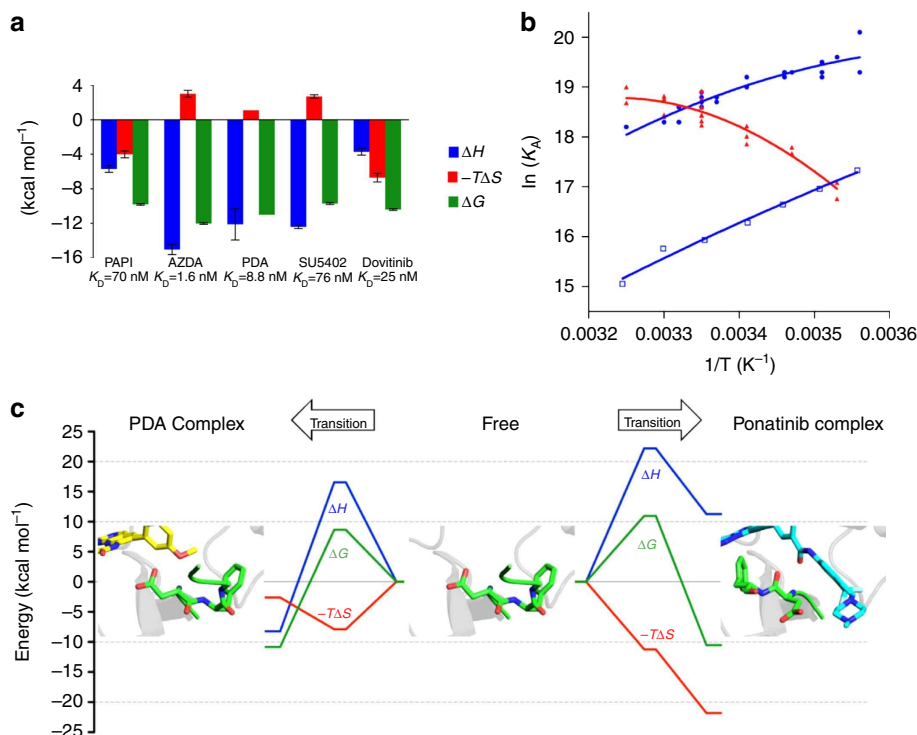 a
4
0
−4
−8
−12
−16
(kcal mol−1)
PAPI
KD=70 nM
AZDA
KD=1.6 nM
PDA
KD=8.8 nM
SU5402
KD=76 nM
Dovitinib
KD=25 nM
ΔH
−TΔS
ΔG
b
20
19
18
17
16
15
ln (KA)
0.0032 0.0033 0.0034 0.0035 0.0036
1/T (K−1)
c
PDA Complex
Transition
Free
Transition
Ponatinib complex
25
20
15
10
5
0
−5
−10
−15
−20
−25
Energy (kcal mol−1)
ΔH
ΔG
−TΔS
ΔH
ΔG
−TΔS